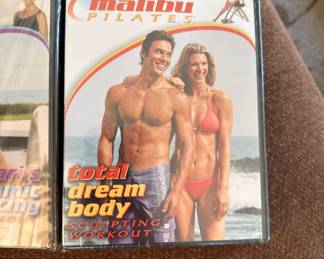 malibu
PILATES
total
dream
body
SCULPTING
WORKOUT